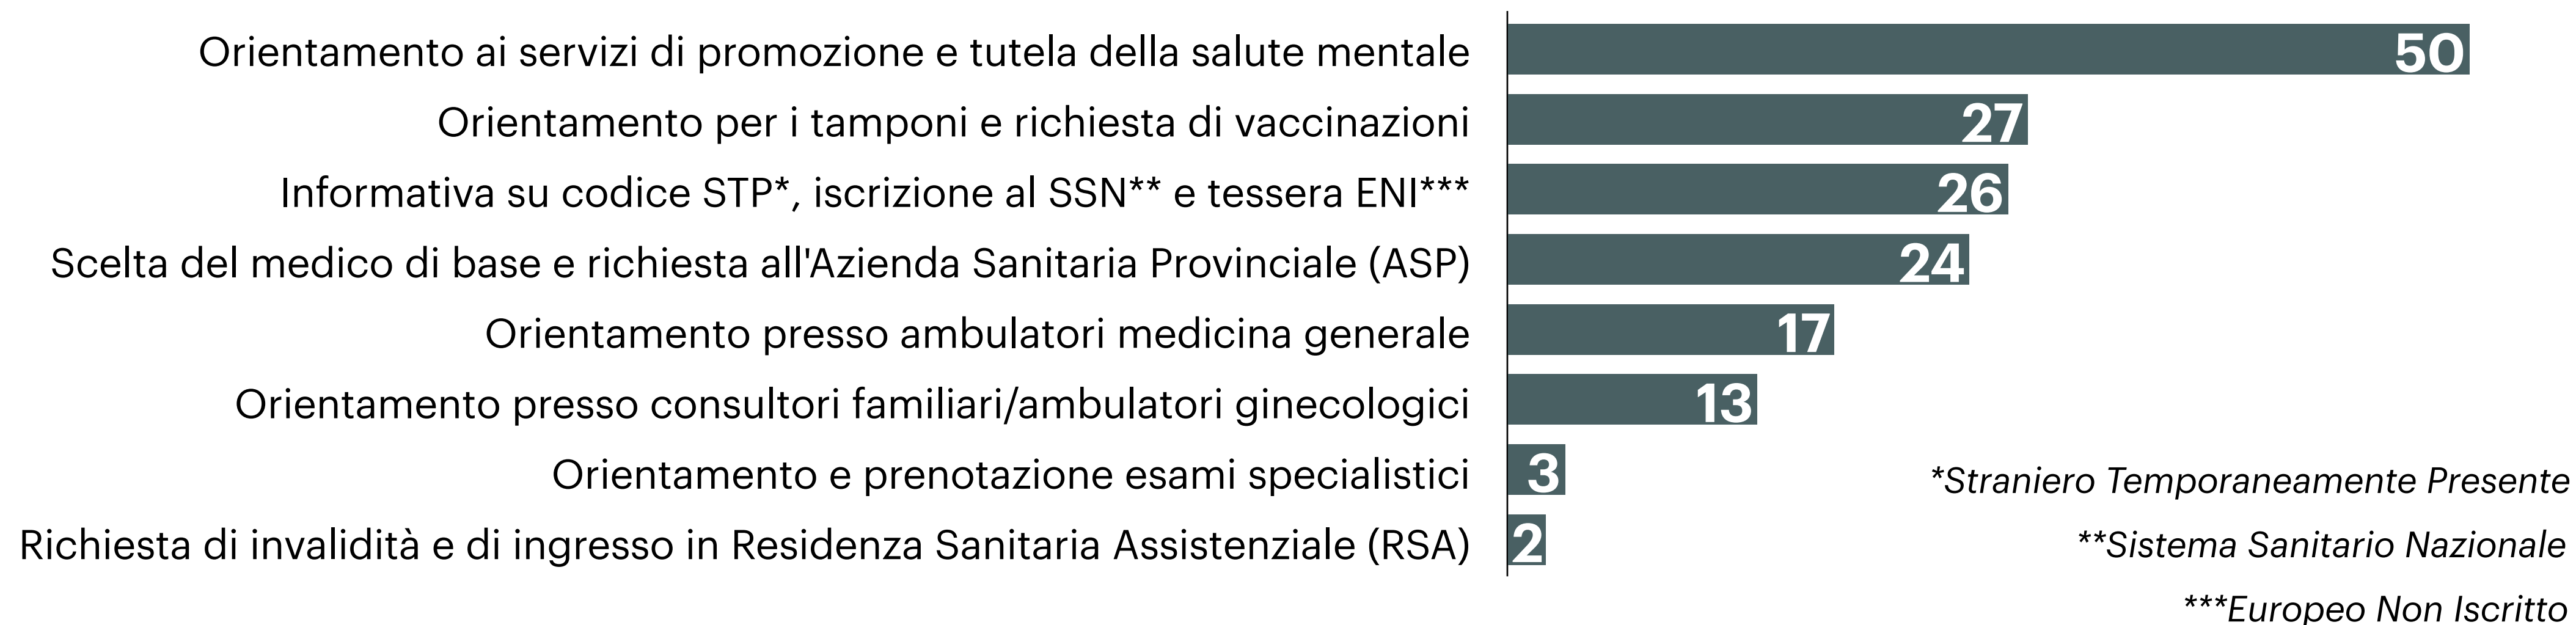 Orientamento ai servizi di promozione e tutela della salute mentale 50
Orientamento per i tamponi e richiesta di vaccinazioni 27
Informativa su codice STP*, iscrizione al SSN** e tessera ENI*** 26
Scelta del medico di base e richiesta all'Azienda Sanitaria Provinciale (ASP) 24
Orientamento presso ambulatori medicina generale 17
Orientamento presso consultori familiari/ambulatori ginecologici 13
Orientamento e prenotazione esami specialistici 3
Richiesta di invalidità e di ingresso in Residenza Sanitaria Assistenziale (RSA) 2
*Straniero Temporaneamente Presente
**Sistema Sanitario Nazionale
***Europeo Non Iscritto